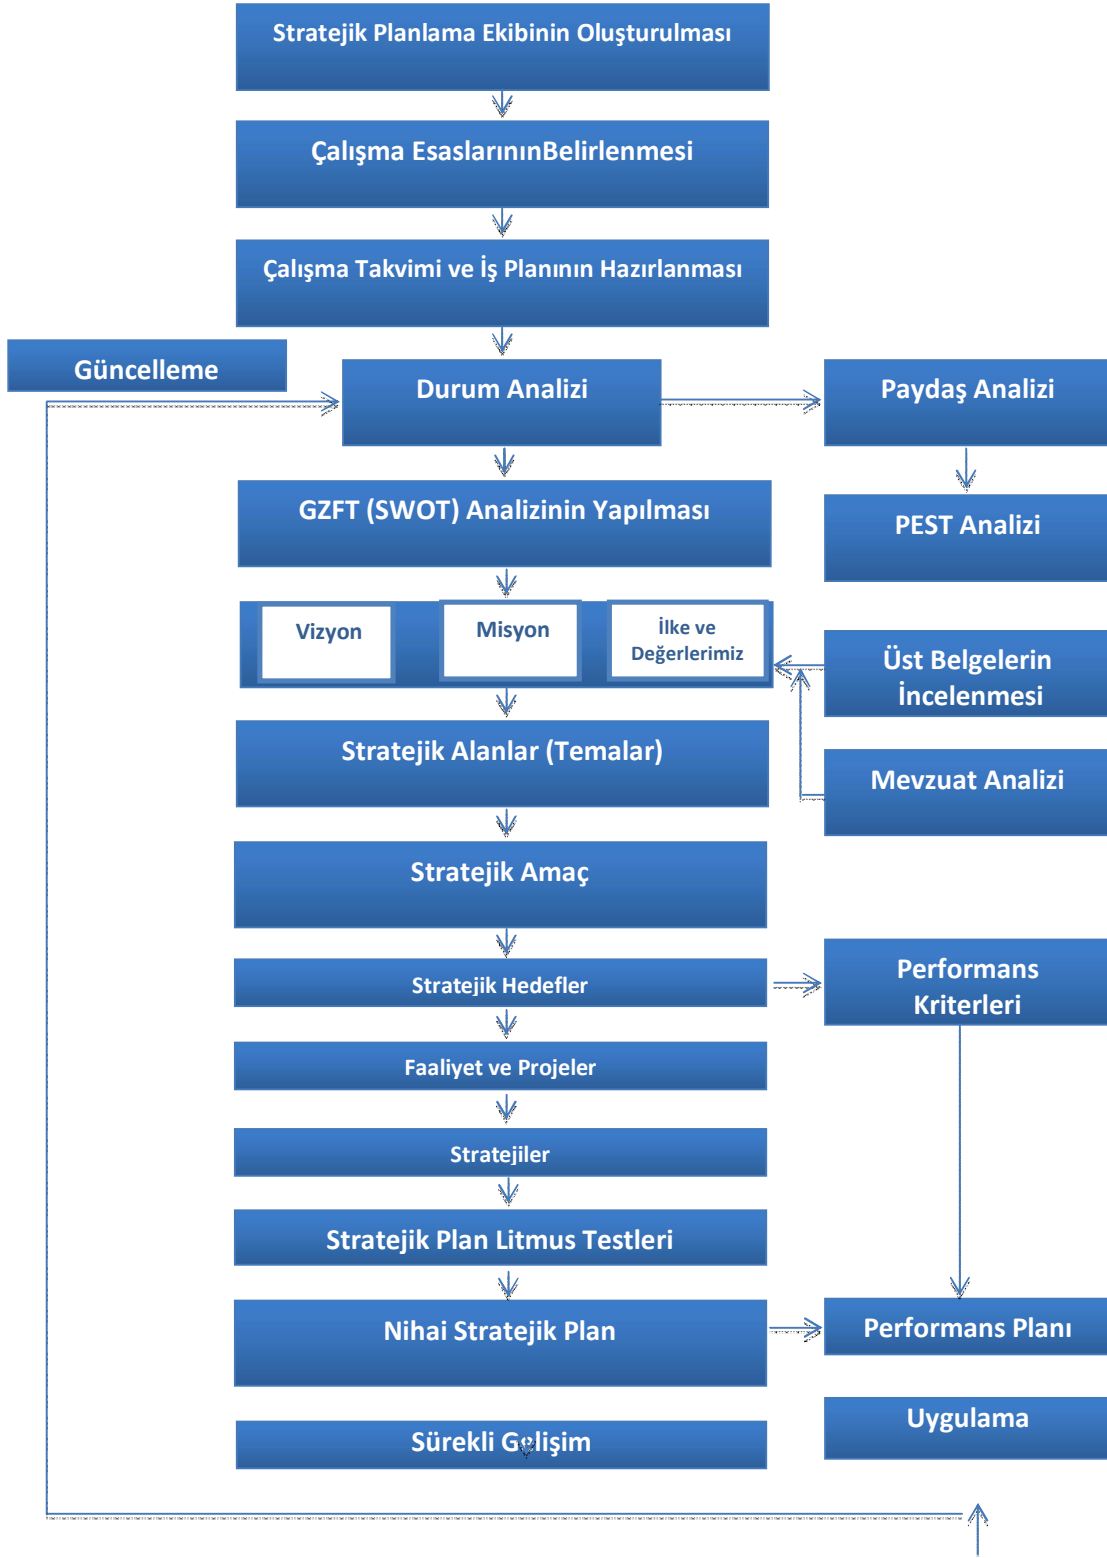 Stratejik Planlama Ekibinin Oluşturulması
Çalışma EsaslarınınBelirlenmesi
Çalışma Takvimi ve İş Planının Hazırlanması
Güncelleme
Durum Analizi
Paydaş Analizi
GZFT (SWOT) Analizinin Yapılması
PEST Analizi
Vizyon
Misyon
İlke ve
Değerlerimiz
Üst Belgelerin
İncelenmesi
Stratejik Alanlar (Temalar)
Mevzuat Analizi
Stratejik Amaç
Stratejik Hedefler
Performans
Kriterleri
Faaliyet ve Projeler
Stratejiler
Stratejik Plan Litmus Testleri
Nihai Stratejik Plan
Performans Planı
Uygulama
Sürekli Gelişim